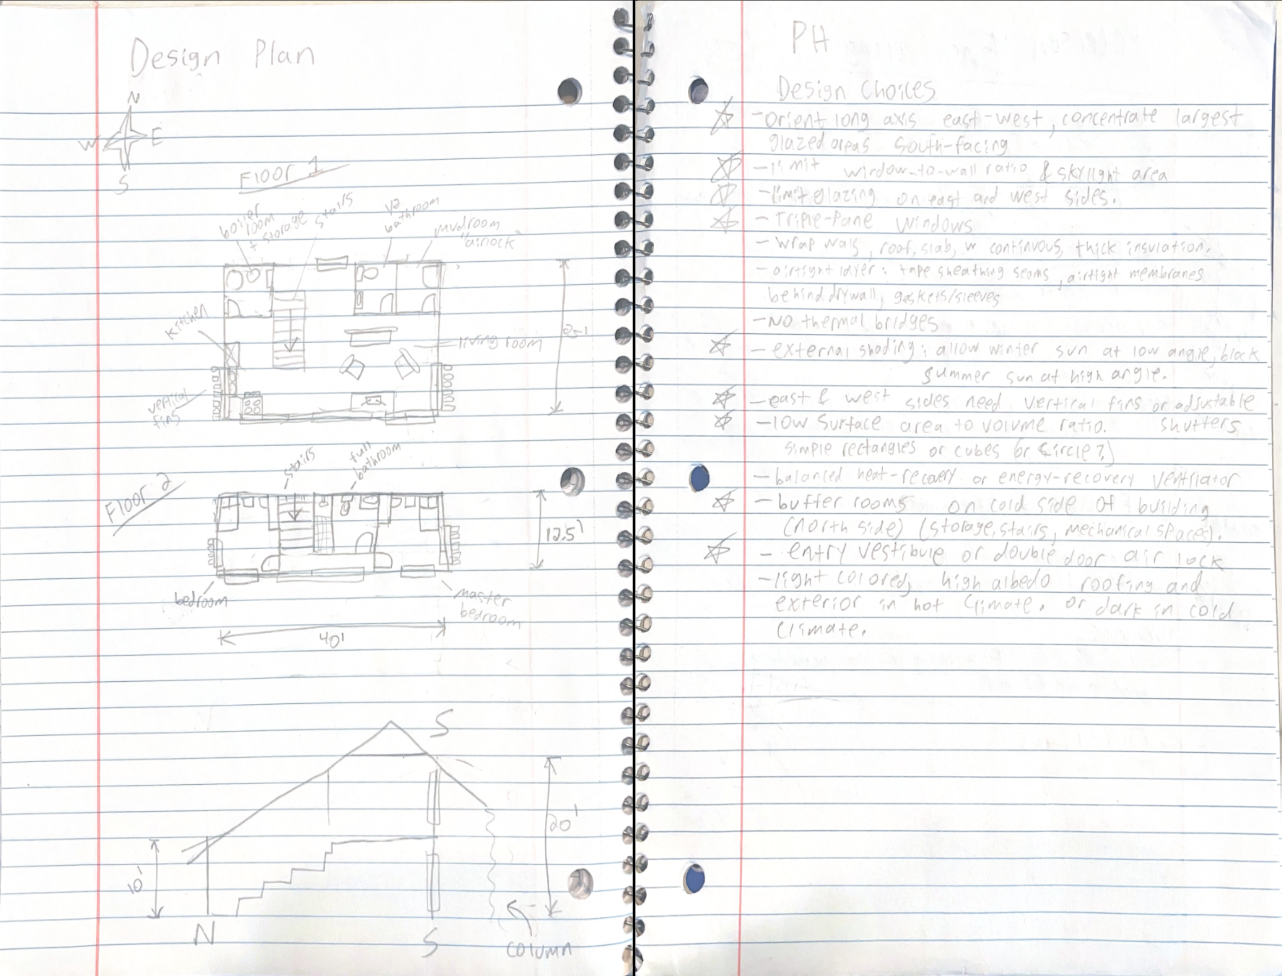 Design Plan
N
W E
S
Floor 1
boiler
room
+ storage
stairs
1/2
bathroom
mudroom
"airlock"
kitchen
living room
25'
vertical
fins
Floor 2
stairs
full
bathroom
12.5'
bedroom
master
bedroom
40'
S
20'
10'
N
S
column
PH
Design Choices
- orient long axis east-west, concentrate largest
glazed areas south-facing
- limit window-to-wall ratio & skylight area
- limit glazing on east and west sides.
- Triple-Pane windows
- wrap walls, roof, slab, w continuous, thick insulation.
- airtight layer: tape sheathing seams, airtight membranes
behind drywall, gaskets/sleeves
- NO thermal bridges
- external shading: allow winter sun at low angle, block
summer sun at high angle.
- east & west sides need vertical fins or adjustable
shutters
- low surface area to volume ratio.
simple rectangles or cubes (or circle?)
- balanced heat-recovery or energy-recovery ventilator
- buffer rooms on cold side of building
(north side) (storage, stairs, mechanical spaces).
- entry vestibule or double door air lock
- light colored, high albedo roofing and
exterior in hot climate. or dark in cold
climate.